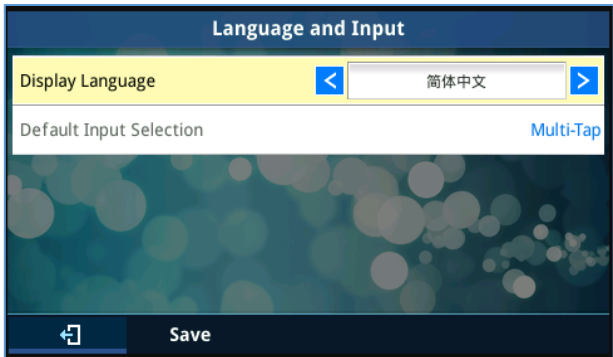 Language and Input
Display Language 简体中文
Default Input Selection Multi-Tap
Save